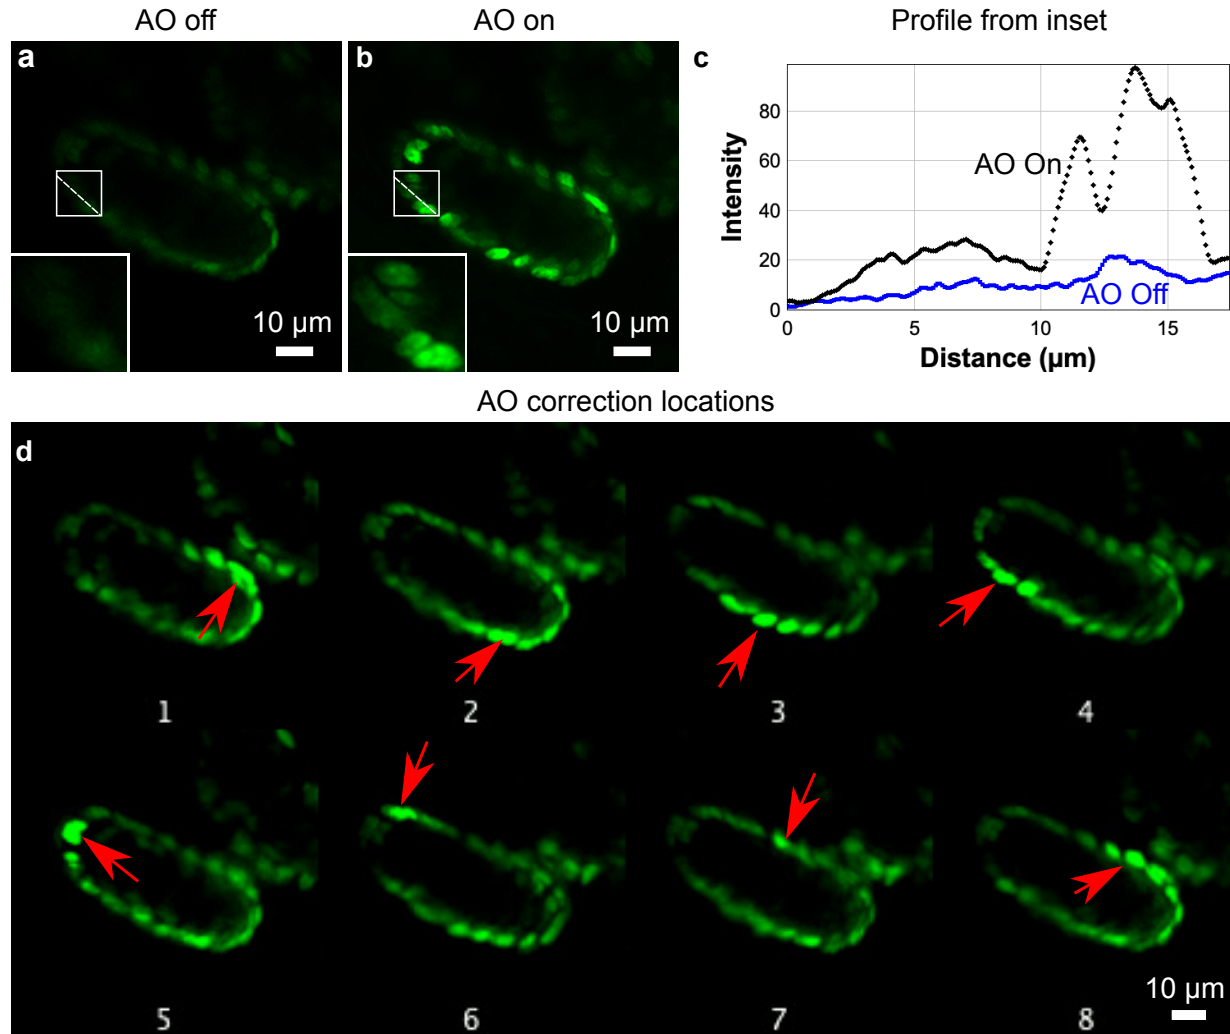 AO off
AO on
Profile from inset
a
b
c
10 µm
10 µm
Intensity
80
60
40
20
0
AO On
AO Off
0
5
10
15
Distance (µm)
AO correction locations
d
1
2
3
4
5
6
7
8
10 µm